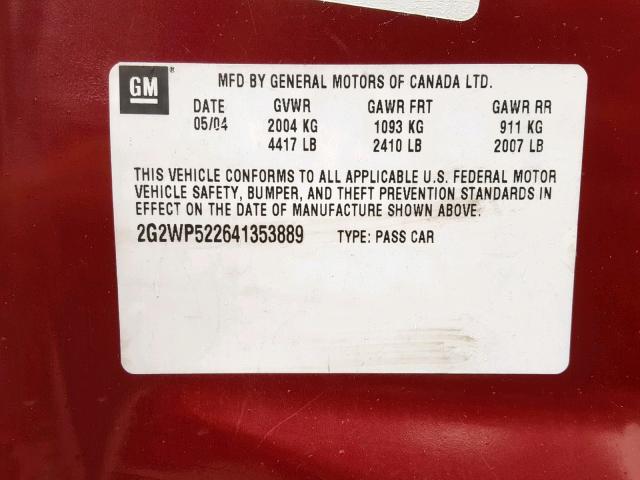 GM ® MFD BY GENERAL MOTORS OF CANADA LTD.
DATE GVWR GAWR FRT GAWR RR
05/04 2004 KG 1093 KG 911 KG
4417 LB 2410 LB 2007 LB
THIS VEHICLE CONFORMS TO ALL APPLICABLE U.S. FEDERAL MOTOR
VEHICLE SAFETY, BUMPER, AND THEFT PREVENTION STANDARDS IN
EFFECT ON THE DATE OF MANUFACTURE SHOWN ABOVE.
2G2WP522641353889 TYPE: PASS CAR